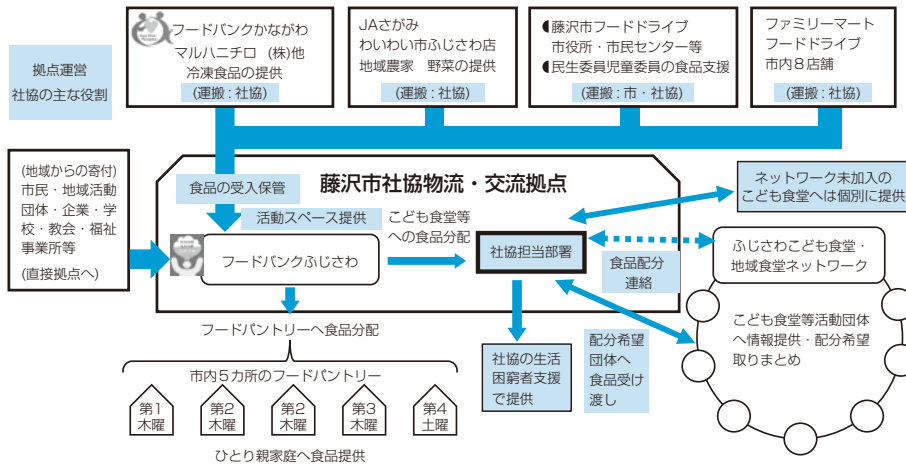 拠点運営
社協の主な役割
フードバンクかながわ
マルハニチロ (株)他
冷凍食品の提供
(運搬:社協)
JAさがみ
わいわい市ふじさわ店
地域農家 野菜の提供
(運搬:社協)
◖藤沢市フードドライブ
市役所・市民センター等
◖民生委員児童委員の食品支援
(運搬:市・社協)
ファミリーマート
フードドライブ
市内8店舗
(運搬:社協)
(地域からの寄付)
市民・地域活動
団体・企業・学
校・教会・福祉
事業所等
(直接拠点へ)
食品の受入保管
藤沢市社協物流・交流拠点
活動スペース提供
フードバンクふじさわ
こども食堂等
への食品分配
社協担当部署
ネットワーク未加入の
こども食堂へは個別に提供
食品配分
連絡
ふじさわこども食堂・
地域食堂ネットワーク
こども食堂等活動団体
へ情報提供・配分希望
取りまとめ
フードパントリーへ食品分配
市内5カ所のフードパントリー
第1
木曜
第2
木曜
第2
木曜
第3
木曜
第4
土曜
ひとり親家庭へ食品提供
社協の生活
困窮者支援
で提供
配分希望
団体へ
食品受け
渡し